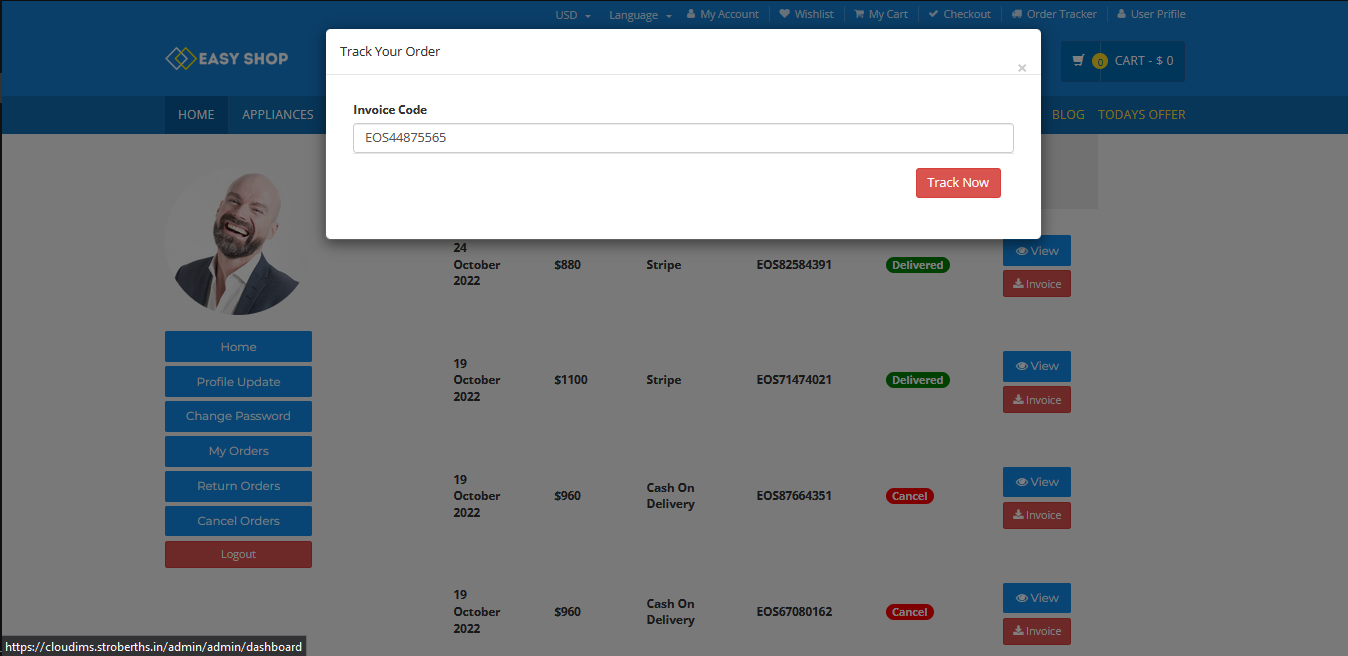 USD Language My Account Wishlist My Cart Checkout Order Tracker User Prifile
Track Your Order
×
EASY SHOP
0 CART - $ 0
Invoice Code
HOME APPLIANCES BLOG TODAYS OFFER
EOS44875565
Track Now
24 October 2022 $880 Stripe EOS82584391 Delivered View
Invoice
Home
19 October 2022 $1100 Stripe EOS71474021 Delivered View
Invoice
Profile Update
Change Password
My Orders
Return Orders
19 October 2022 $960 Cash On Delivery EOS87664351 Cancel View
Invoice
Cancel Orders
Logout
19 October 2022 $960 Cash On Delivery EOS67080162 Cancel View
Invoice
https://cloudims.stroberths.in/admin/admin/dashboard